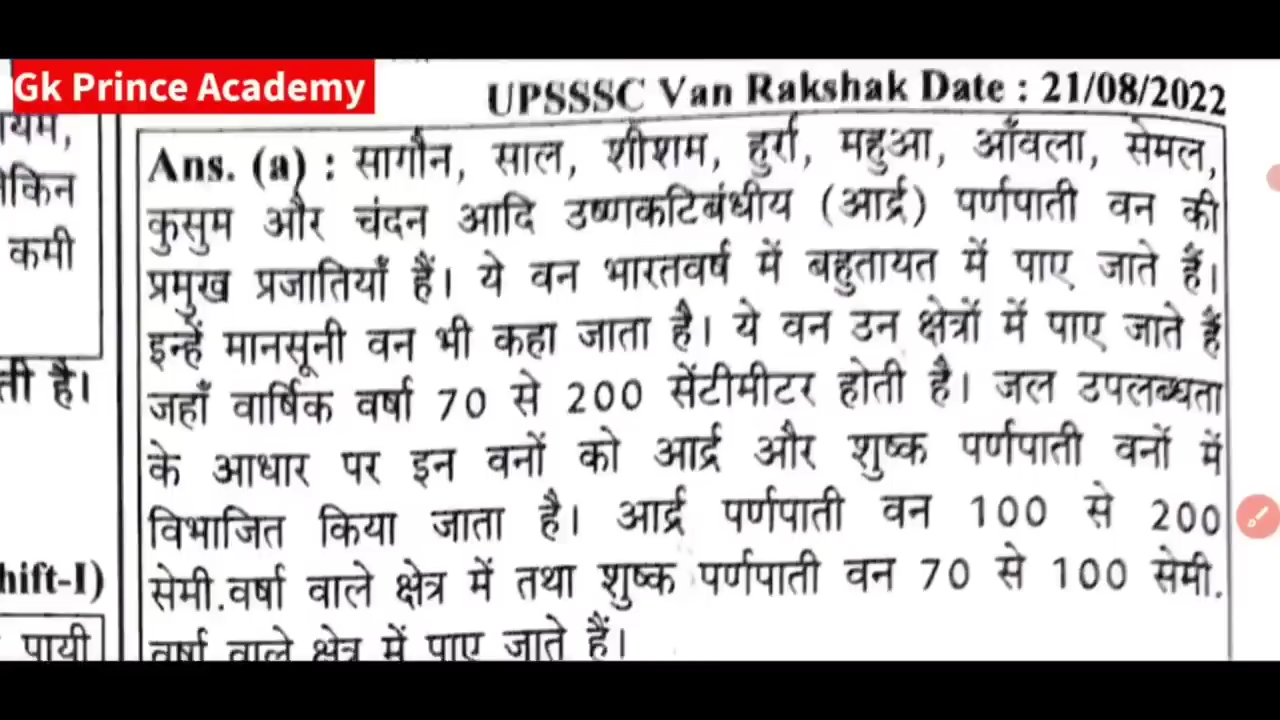 Gk Prince Academy
UPSSSC Van Rakshak Date : 21/08/2022
Ans. (a) : सागौन, साल, शीशम, हुर्रा, महुआ, आँवला, सेमल,
कुसुम और चंदन आदि उष्णकटिबंधीय (आर्द्र) पर्णपाती वन की
प्रमुख प्रजातियाँ हैं। ये वन भारतवर्ष में बहुतायत में पाए जाते हैं।
इन्हें मानसूनी वन भी कहा जाता है। ये वन उन क्षेत्रों में पाए जाते हैं
जहाँ वार्षिक वर्षा 70 से 200 सेंटीमीटर होती है। जल उपलब्धता
के आधार पर इन वनों को आर्द्र और शुष्क पर्णपाती वनों में
विभाजित किया जाता है। आर्द्र पर्णपाती वन 100 से 200
सेमी.वर्षा वाले क्षेत्र में तथा शुष्क पर्णपाती वन 70 से 100 सेमी.
वर्षा वाले क्षेत्र में पाए जाते हैं।
कमी
ती है।
hift-I)
पायी